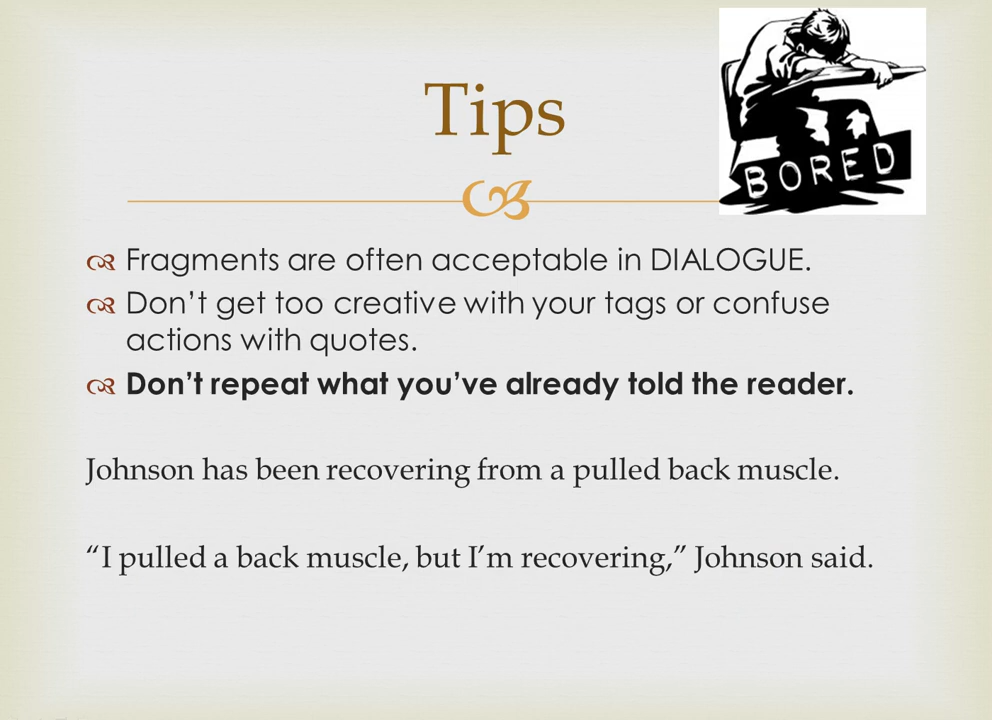 Tips
BORED
Fragments are often acceptable in DIALOGUE.
Don’t get too creative with your tags or confuse
actions with quotes.
Don’t repeat what you’ve already told the reader.
Johnson has been recovering from a pulled back muscle.
“I pulled a back muscle, but I’m recovering,” Johnson said.